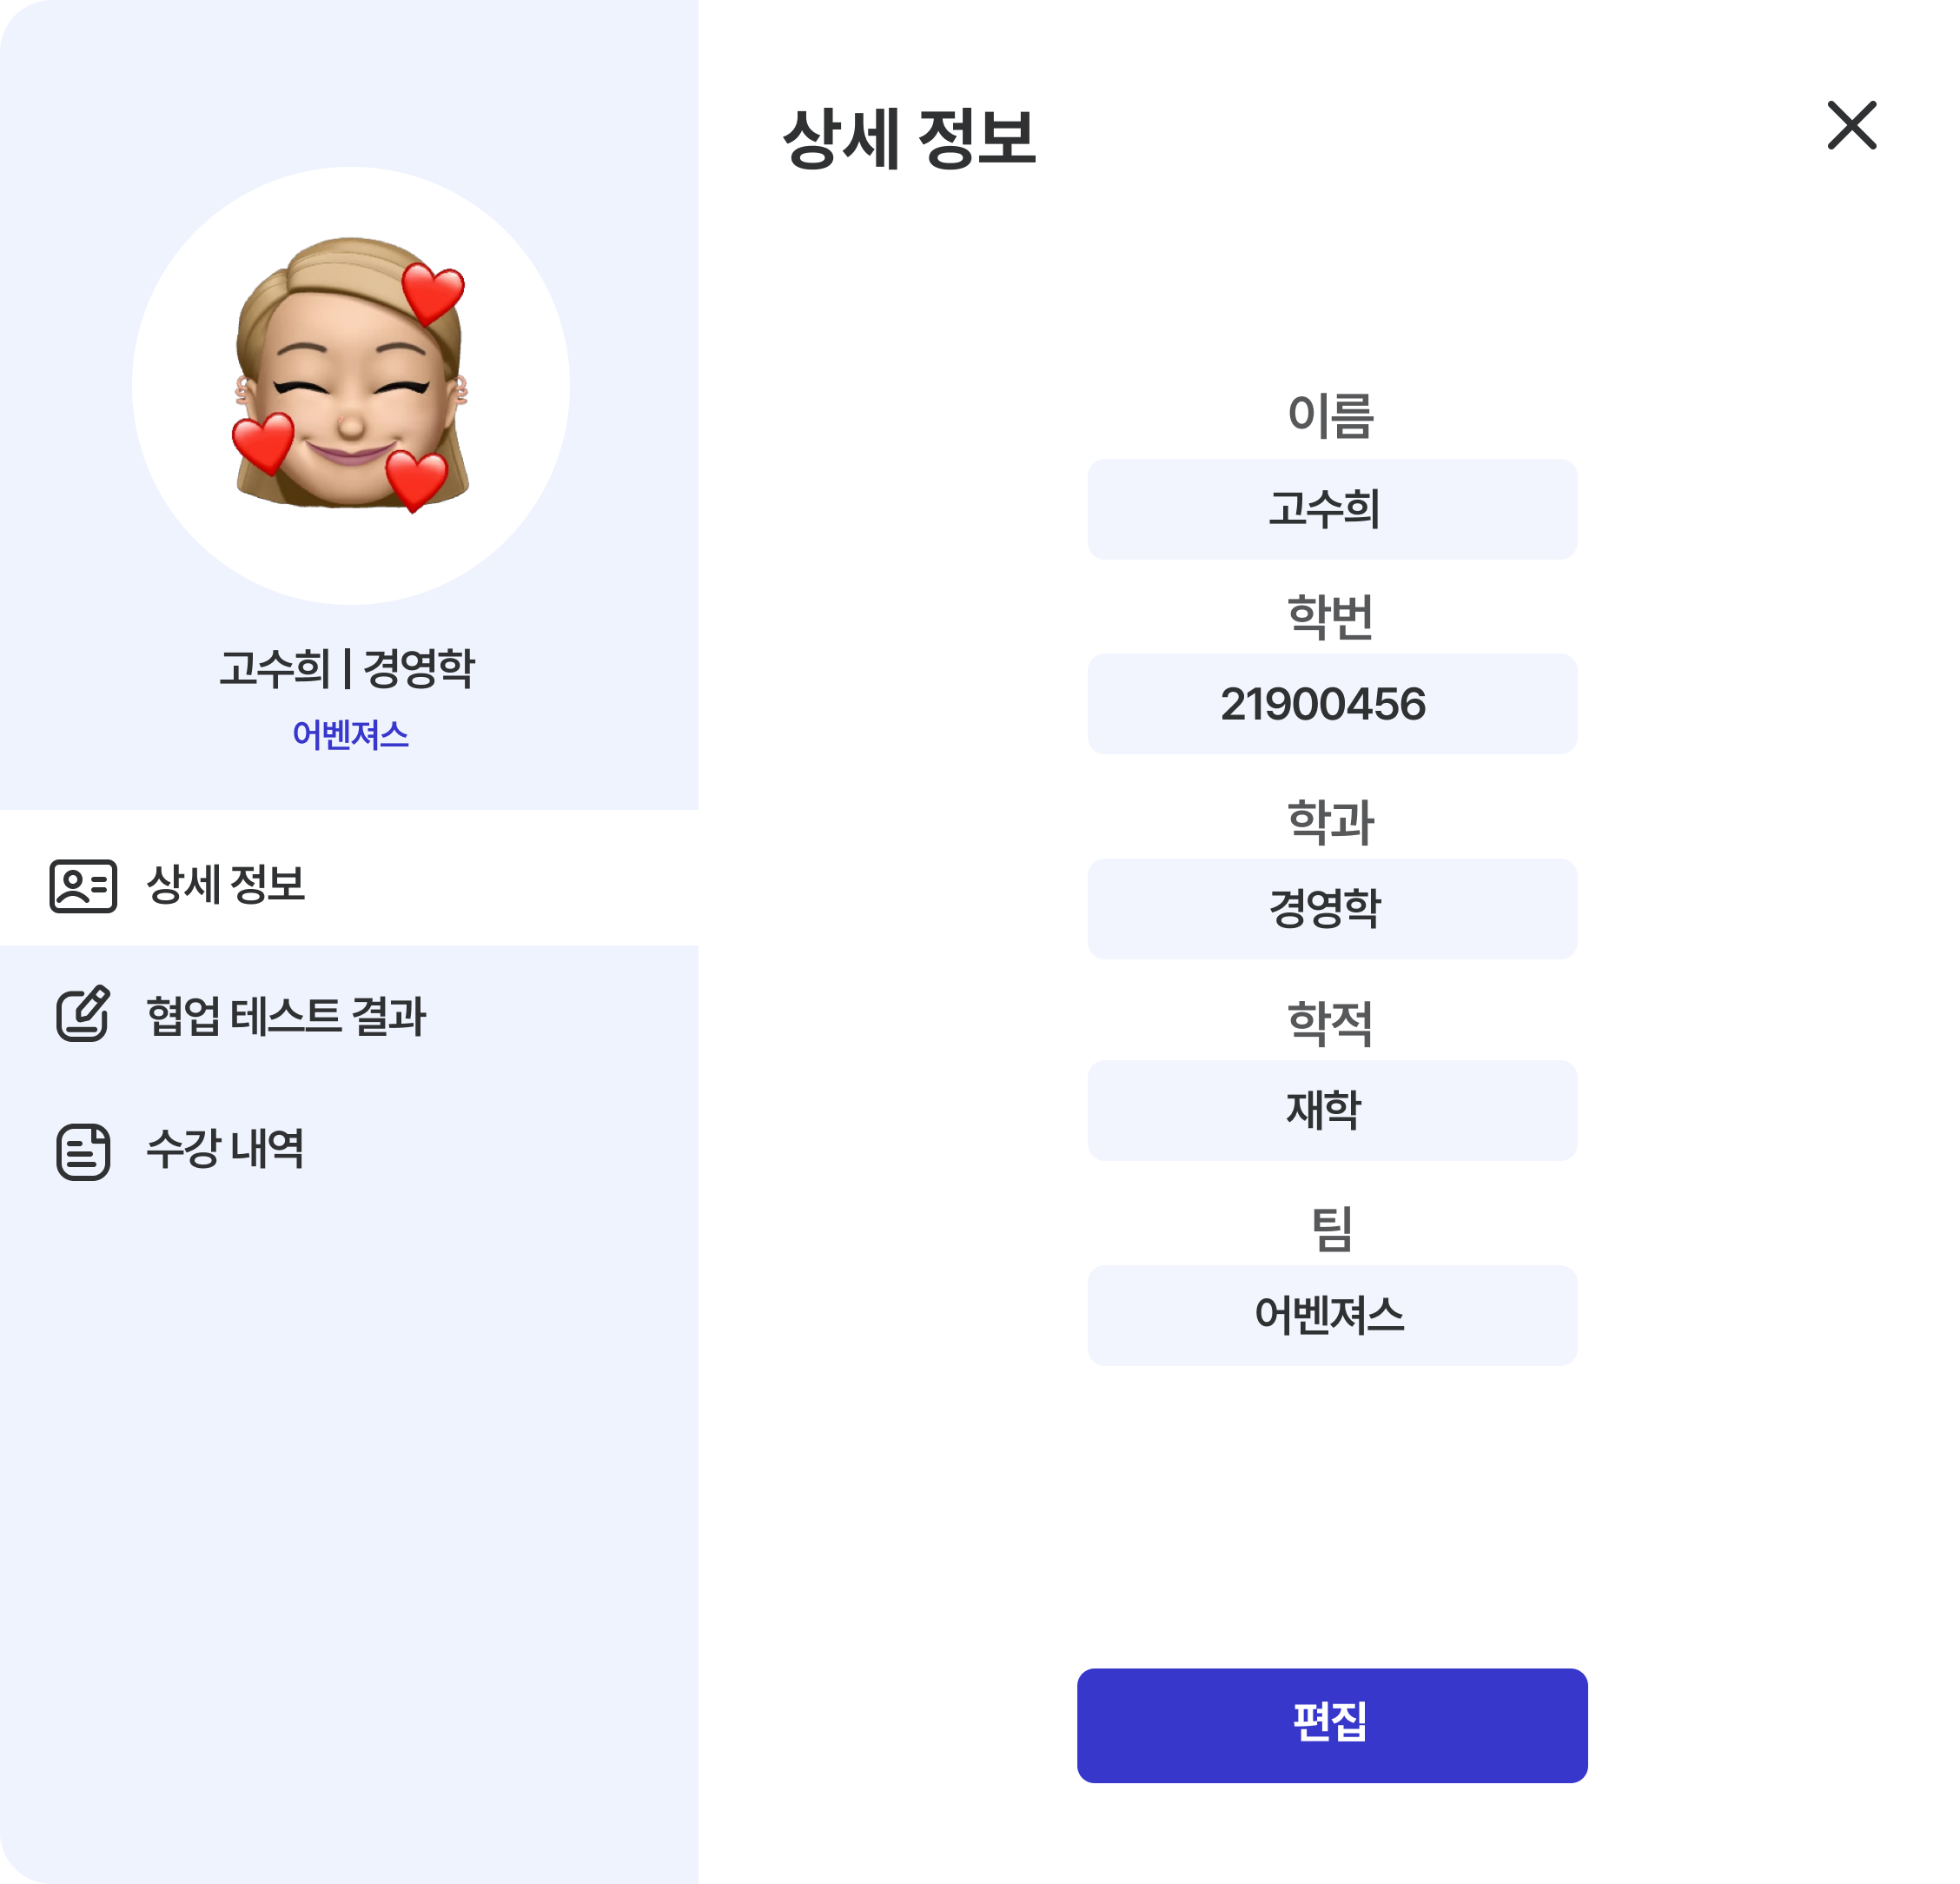 고수희 | 경영학
어벤져스
상세 정보
협업 테스트 결과
수강 내역
상세 정보
이름
고수희
학번
21900456
학과
경영학
학적
재학
팀
어벤져스
편집